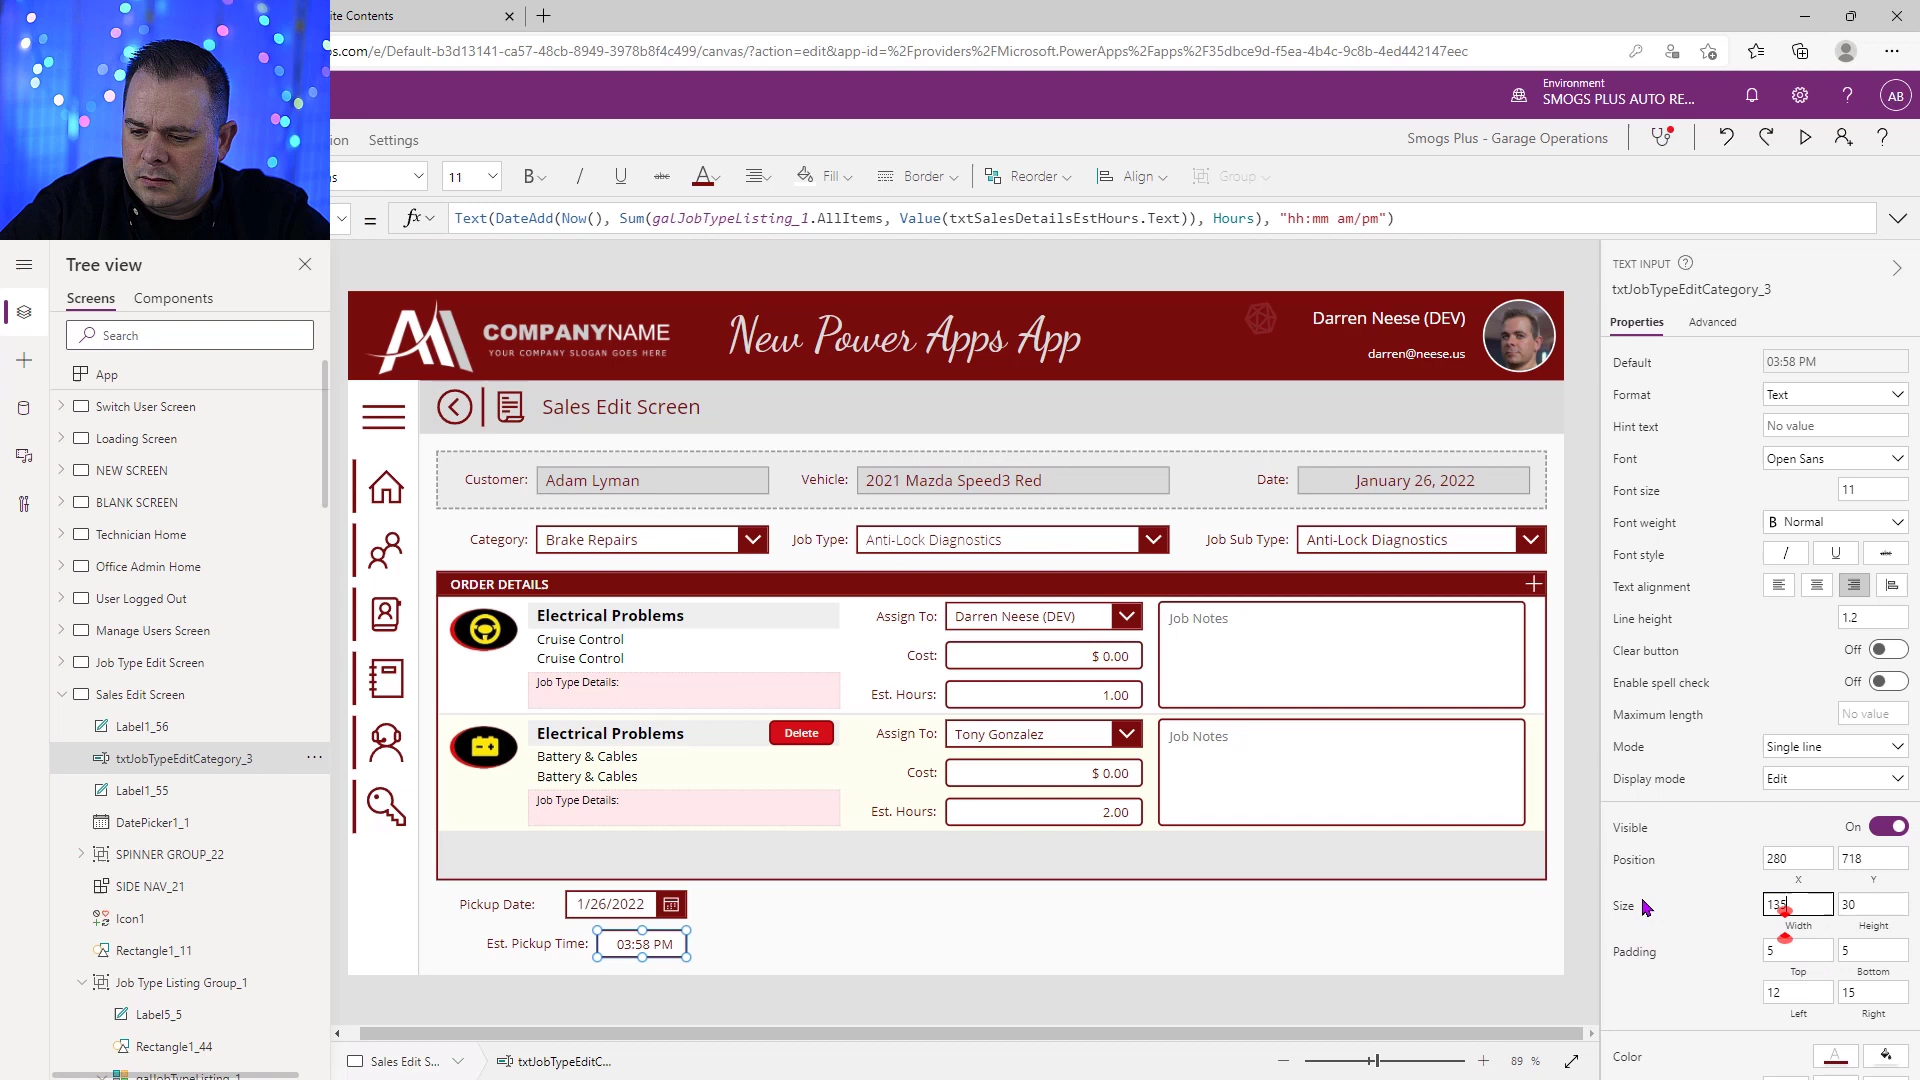 ite Contents
os.com/e/Default-b3d13141-ca57-48cb-8949-3978b8f4c499/canvas/?action=edit&app-id=%2Fproviders%2FMicrosoft.PowerApps%2Fapps%2F35dbce9d-f5ea-4b4c-9c8b-4ed442147eec
Environment
SMOGS PLUS AUTO RE...
AB
ion Settings
Smogs Plus - Garage Operations
11 B Fill Border Reorder Align Group
= fx Text(DateAdd(Now(), Sum(galJobTypeListing_1.AllItems, Value(txtSalesDetailsEstHours.Text)), Hours), "hh:mm am/pm")
Tree view
Screens Components
Search
App
Switch User Screen
Loading Screen
NEW SCREEN
BLANK SCREEN
Technician Home
Office Admin Home
User Logged Out
Manage Users Screen
Job Type Edit Screen
Sales Edit Screen
Label1_56
txtJobTypeEditCategory_3
Label1_55
DatePicker1_1
SPINNER GROUP_22
SIDE NAV_21
Icon1
Rectangle1_11
Job Type Listing Group_1
Label5_5
Rectangle1_44
galJobTypeListing_1
COMPANYNAME
YOUR COMPANY SLOGAN GOES HERE
New Power Apps App
Darren Neese (DEV)
darren@neese.us
Sales Edit Screen
Customer: Adam Lyman Vehicle: 2021 Mazda Speed3 Red Date: January 26, 2022
Category: Brake Repairs Job Type: Anti-Lock Diagnostics Job Sub Type: Anti-Lock Diagnostics
ORDER DETAILS
Electrical Problems Assign To: Darren Neese (DEV) Job Notes
Cruise Control
Cruise Control Cost: $ 0.00
Job Type Details: Est. Hours: 1.00
Electrical Problems Delete Assign To: Tony Gonzalez Job Notes
Battery & Cables
Battery & Cables Cost: $ 0.00
Job Type Details: Est. Hours: 2.00
Pickup Date: 1/26/2022
Est. Pickup Time: 03:58 PM
Sales Edit S... txtJobTypeEditC... 89 %
TEXT INPUT
txtJobTypeEditCategory_3
Properties Advanced
Default 03:58 PM
Format Text
Hint text No value
Font Open Sans
Font size 11
Font weight B Normal
Font style / U abc
Text alignment
Line height 1.2
Clear button Off
Enable spell check Off
Maximum length No value
Mode Single line
Display mode Edit
Visible On
Position 280 718
X Y
Size 135 30
Width Height
Padding 5 5
Top Bottom
12 15
Left Right
Color A